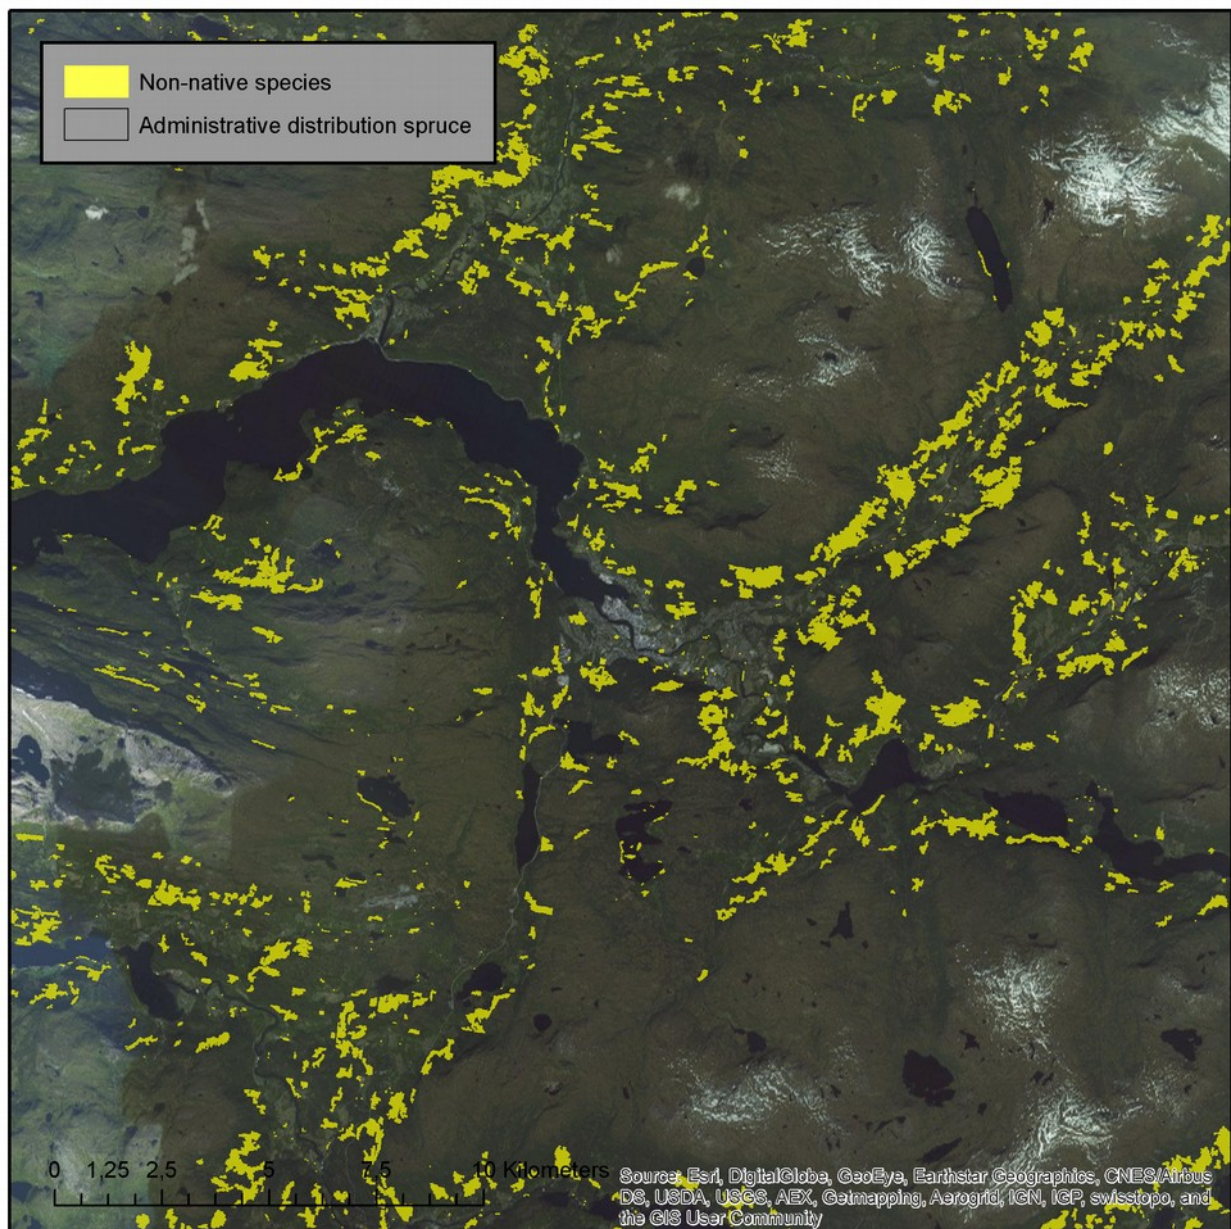 Non-native species
Administrative distribution spruce
0 1,25 2,5 5 7,5 10 Kilometers
Source: Esri, DigitalGlobe, GeoEye, Earthstar Geographics, CNES/Airbus
DS, USDA, USGS, AEX, Getmapping, Aerogrid, IGN, IGP, swisstopo, and
the GIS User Community